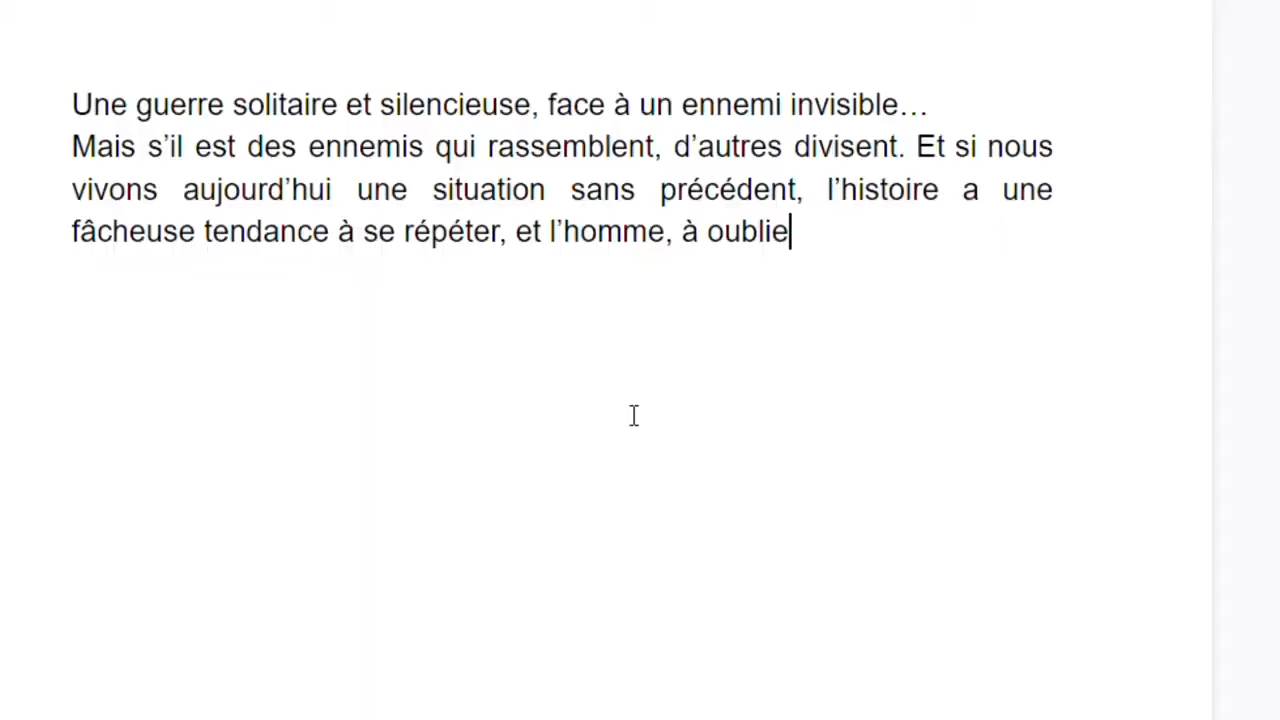 Une guerre solitaire et silencieuse, face à un ennemi invisible…
Mais s’il est des ennemis qui rassemblent, d’autres divisent. Et si nous
vivons aujourd’hui une situation sans précédent, l’histoire a une
fâcheuse tendance à se répéter, et l’homme, à oublie